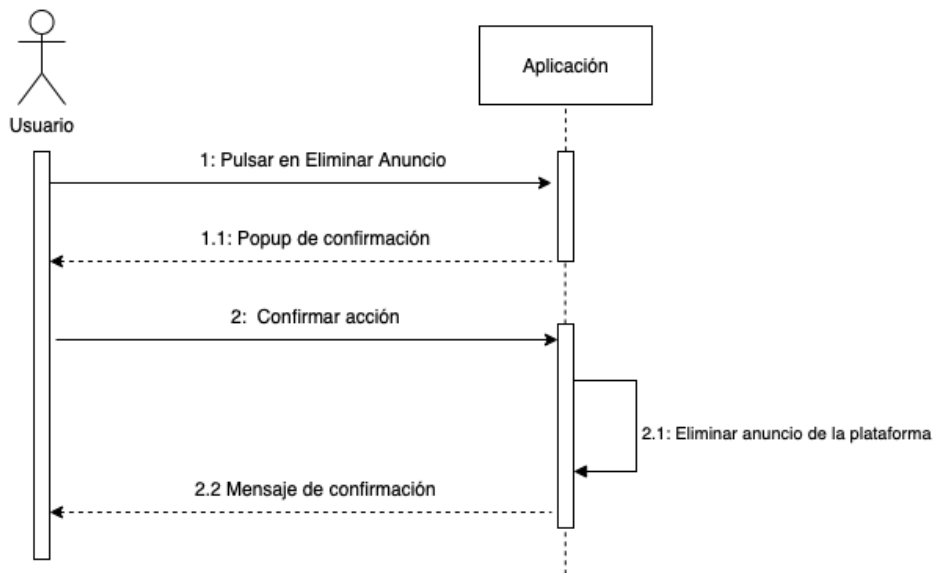 Aplicación
Usuario
1: Pulsar en Eliminar Anuncio
1.1: Popup de confirmación
2:  Confirmar acción
2.1: Eliminar anuncio de la plataforma
2.2 Mensaje de confirmación